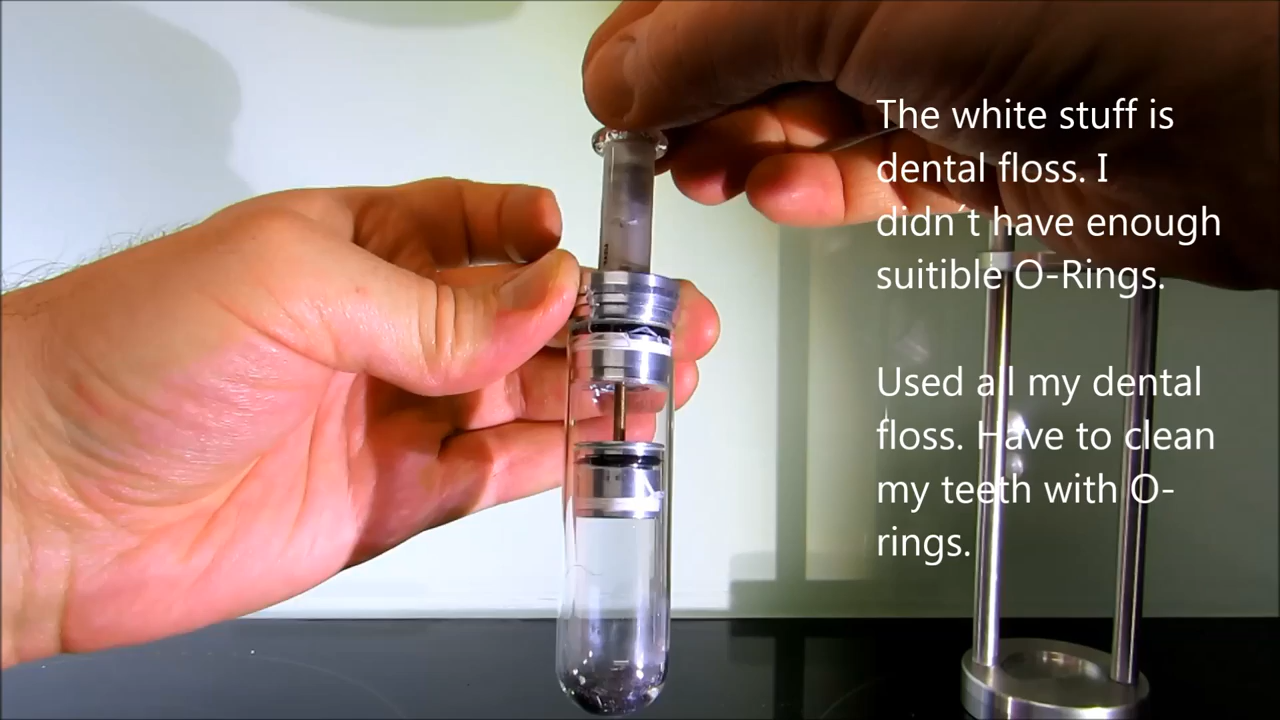 The white stuff is
dental floss. I
didn´t have enough
suitible O-Rings.
Used all my dental
floss. Have to clean
my teeth with O-
rings.